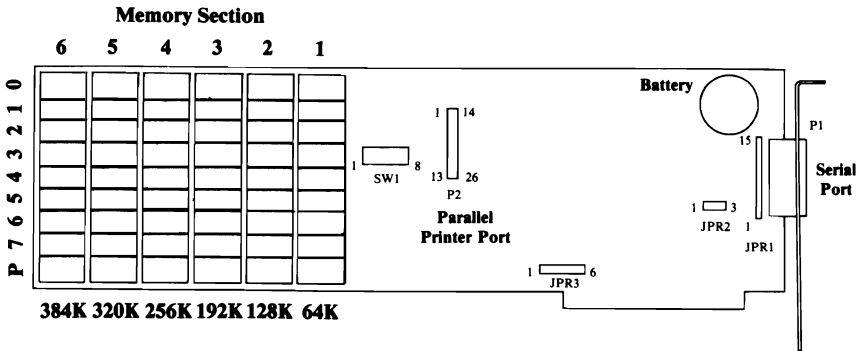 Memory Section
6 5 4 3 2 1
0
1
2
3
4
5
6
7
P
384K 320K 256K 192K 128K 64K
1 8
SW1
1 14
13 26
P2
Parallel
Printer Port
Battery
P1
15
1
JPR1
Serial
Port
1 3
JPR2
1 6
JPR3